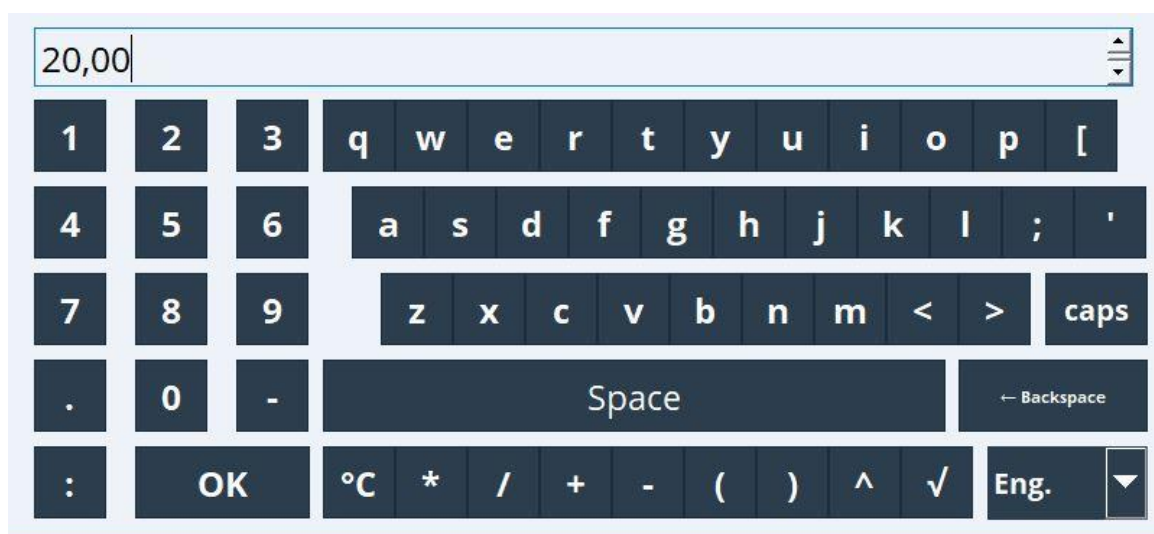 20,00
1 2 3 q w e r t y u i o p [
4 5 6 a s d f g h j k l ; '
7 8 9 z x c v b n m < > caps
. 0 - Space ← Backspace
: OK °C * / + - ( ) ^ √ Eng.